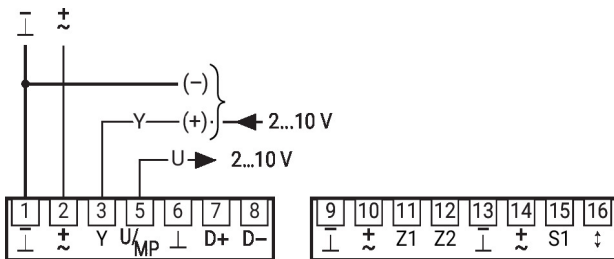 − +
⊥ ~
(−)
Y (+) 2...10 V
U 2...10 V
1 2 3 5 6 7 8
⊥ ~ Y U/MP ⊥ D+ D−
9 10 11 12 13 14 15 16
⊥ ~ Z1 Z2 ⊥ ~ S1 ↕